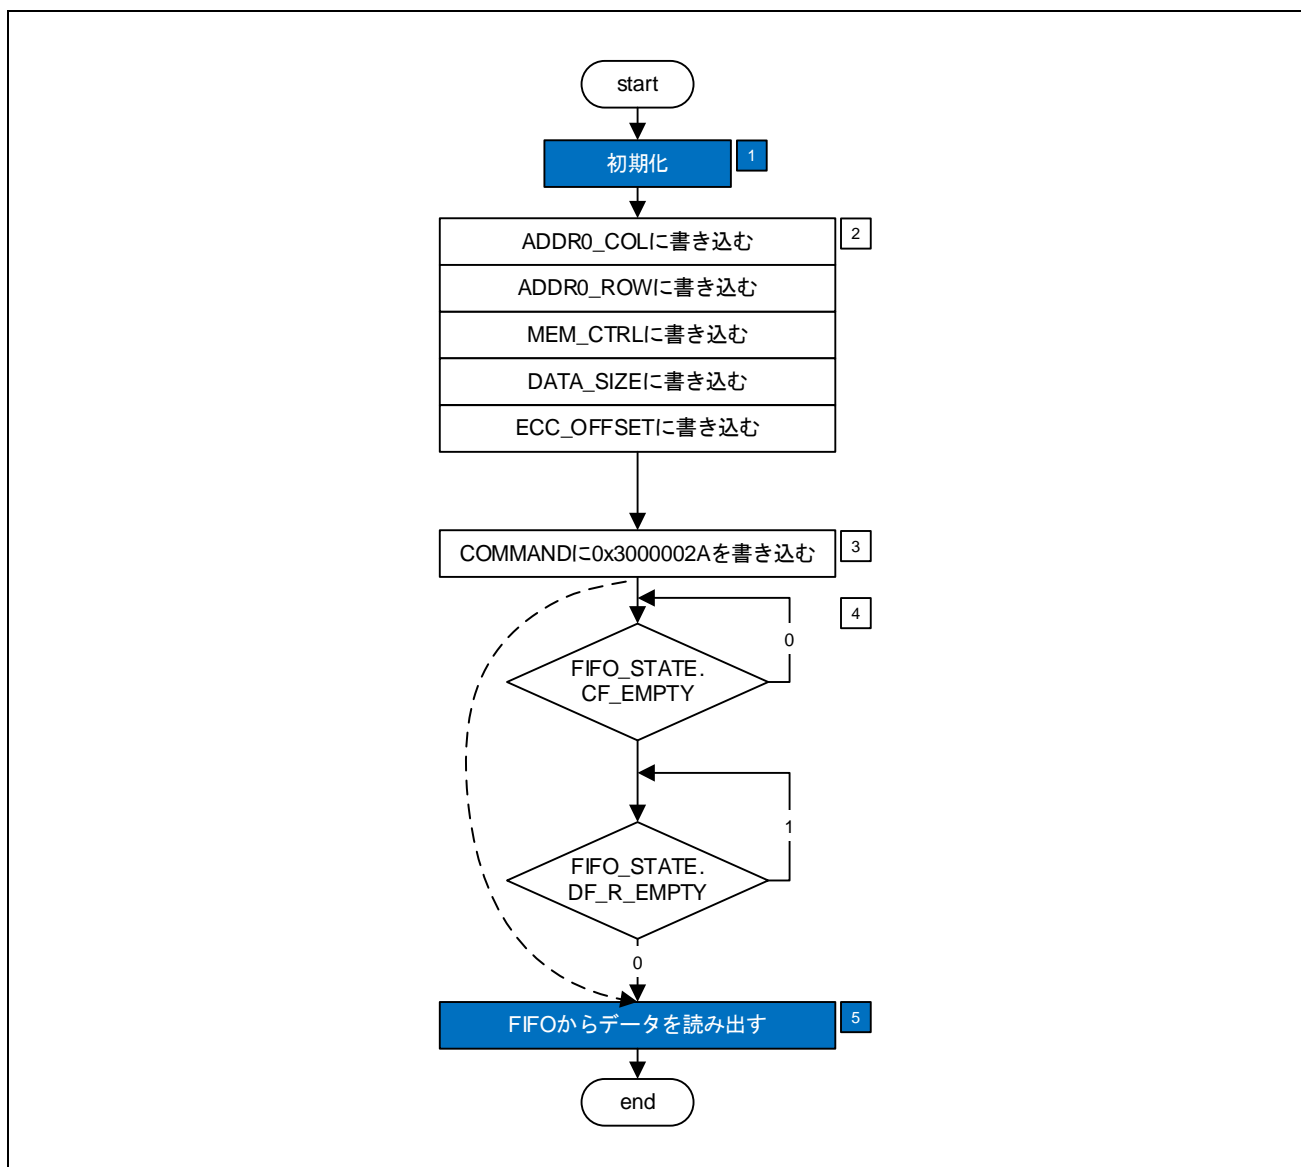 start
初期化
1
ADDR0_COLに書き込む
2
ADDR0_ROWに書き込む
MEM_CTRLに書き込む
DATA_SIZEに書き込む
ECC_OFFSETに書き込む
COMMANDに0x3000002Aを書き込む
3
4
0
FIFO_STATE.
CF_EMPTY
1
FIFO_STATE.
DF_R_EMPTY
0
FIFOからデータを読み出す
5
end